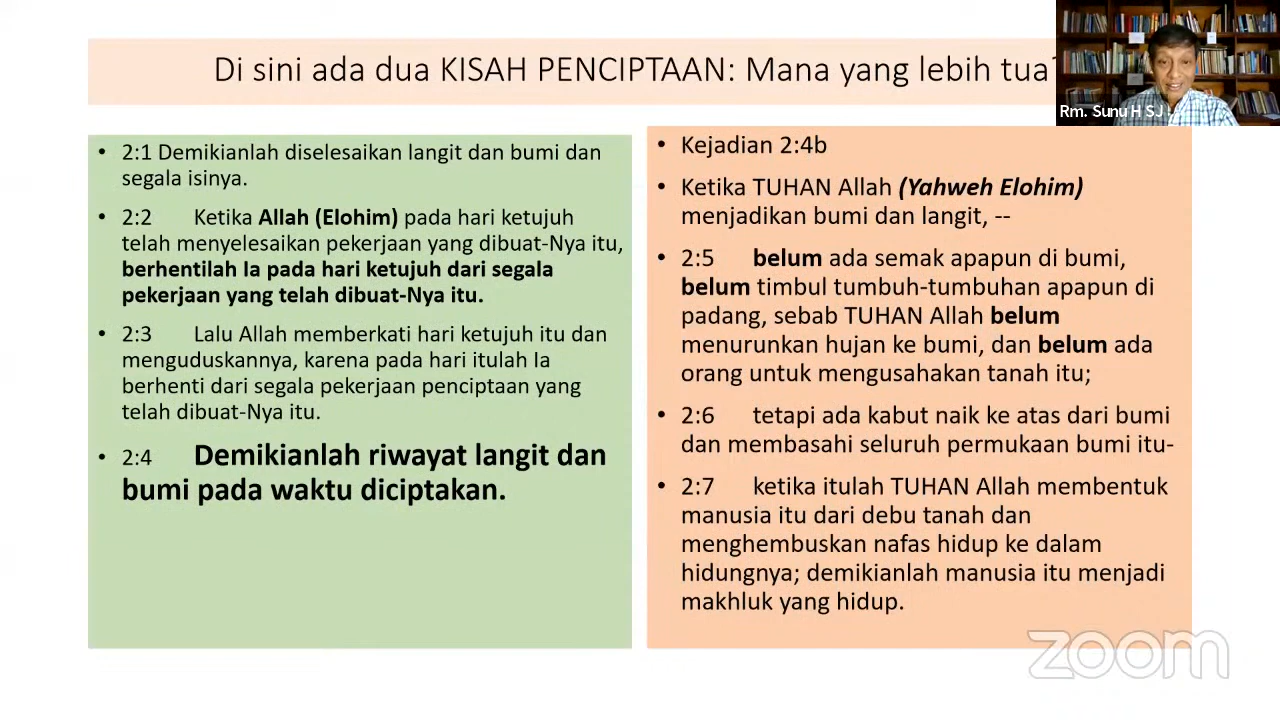 Di sini ada dua KISAH PENCIPTAAN: Mana yang lebih tua?
Rm. Sunu H SJ
• 2:1 Demikianlah diselesaikan langit dan bumi dan
segala isinya.
• 2:2 Ketika Allah (Elohim) pada hari ketujuh
telah menyelesaikan pekerjaan yang dibuat-Nya itu,
berhentilah Ia pada hari ketujuh dari segala
pekerjaan yang telah dibuat-Nya itu.
• 2:3 Lalu Allah memberkati hari ketujuh itu dan
menguduskannya, karena pada hari itulah Ia
berhenti dari segala pekerjaan penciptaan yang
telah dibuat-Nya itu.
• 2:4 Demikianlah riwayat langit dan
bumi pada waktu diciptakan.
• Kejadian 2:4b
• Ketika TUHAN Allah (Yahweh Elohim)
menjadikan bumi dan langit, --
• 2:5 belum ada semak apapun di bumi,
belum timbul tumbuh-tumbuhan apapun di
padang, sebab TUHAN Allah belum
menurunkan hujan ke bumi, dan belum ada
orang untuk mengusahakan tanah itu;
• 2:6 tetapi ada kabut naik ke atas dari bumi
dan membasahi seluruh permukaan bumi itu-
• 2:7 ketika itulah TUHAN Allah membentuk
manusia itu dari debu tanah dan
menghembuskan nafas hidup ke dalam
hidungnya; demikianlah manusia itu menjadi
makhluk yang hidup.
zoom